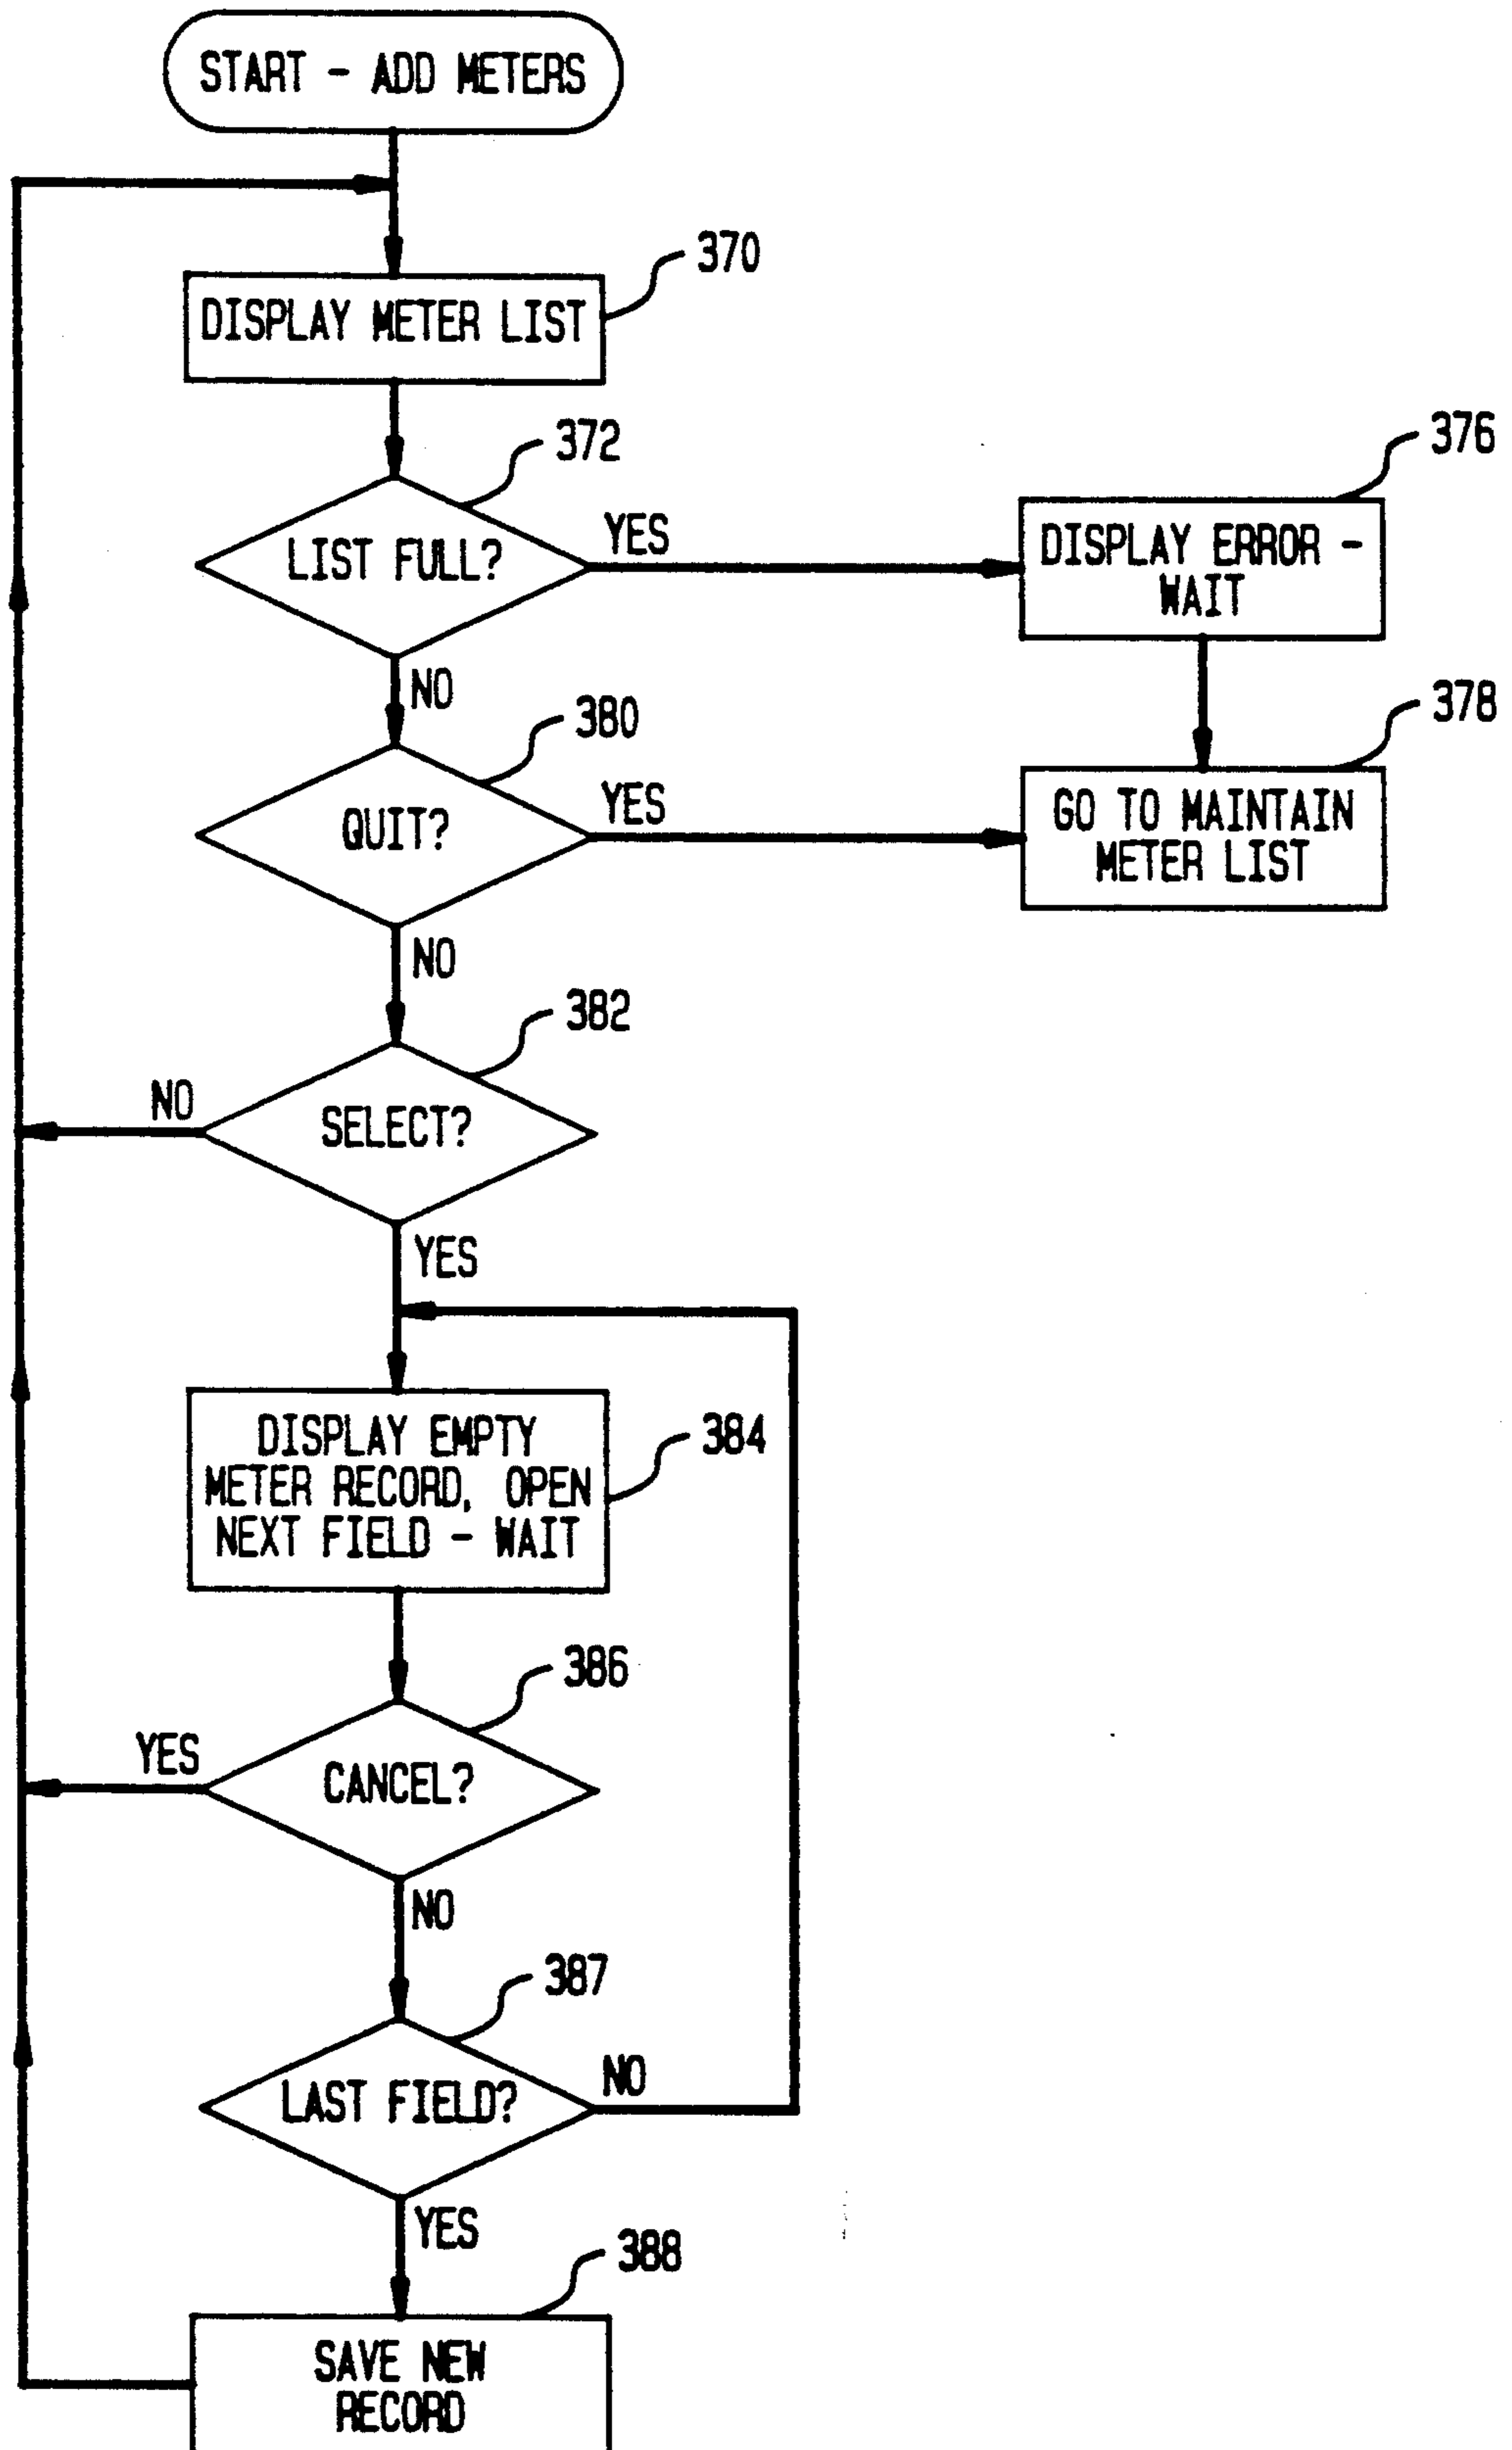 START - ADD METERS
370
DISPLAY METER LIST
372
376
LIST FULL?
YES
DISPLAY ERROR -
WAIT
NO
380
378
QUIT?
YES
GO TO MAINTAIN
METER LIST
NO
382
NO
SELECT?
YES
DISPLAY EMPTY
METER RECORD, OPEN
NEXT FIELD - WAIT
384
386
YES
CANCEL?
NO
387
LAST FIELD?
NO
YES
388
SAVE NEW
RECORD